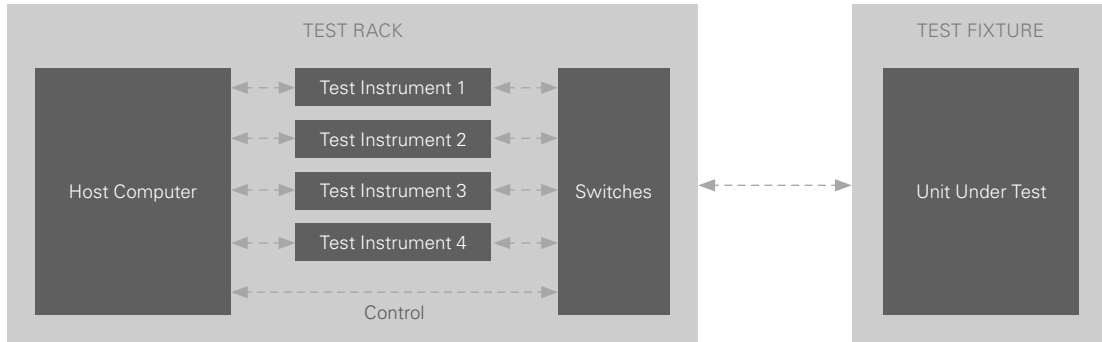 TEST RACK
TEST FIXTURE
Host Computer
Test Instrument 1
Test Instrument 2
Test Instrument 3
Test Instrument 4
Control
Switches
Unit Under Test